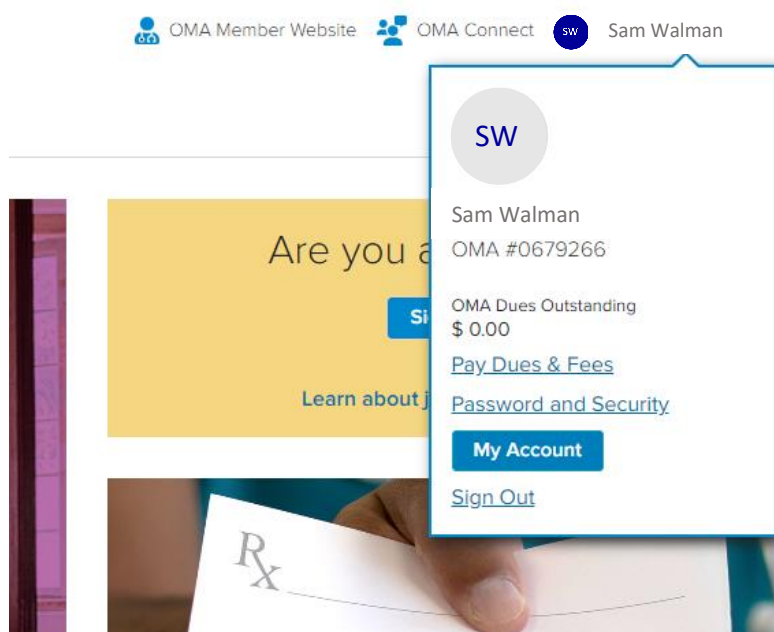 OMA Member Website OMA Connect SW Sam Walman
SW
Sam Walman
OMA #0679266
OMA Dues Outstanding
$ 0.00
Pay Dues & Fees
Password and Security
My Account
Sign Out
Are you
Learn about
Rx